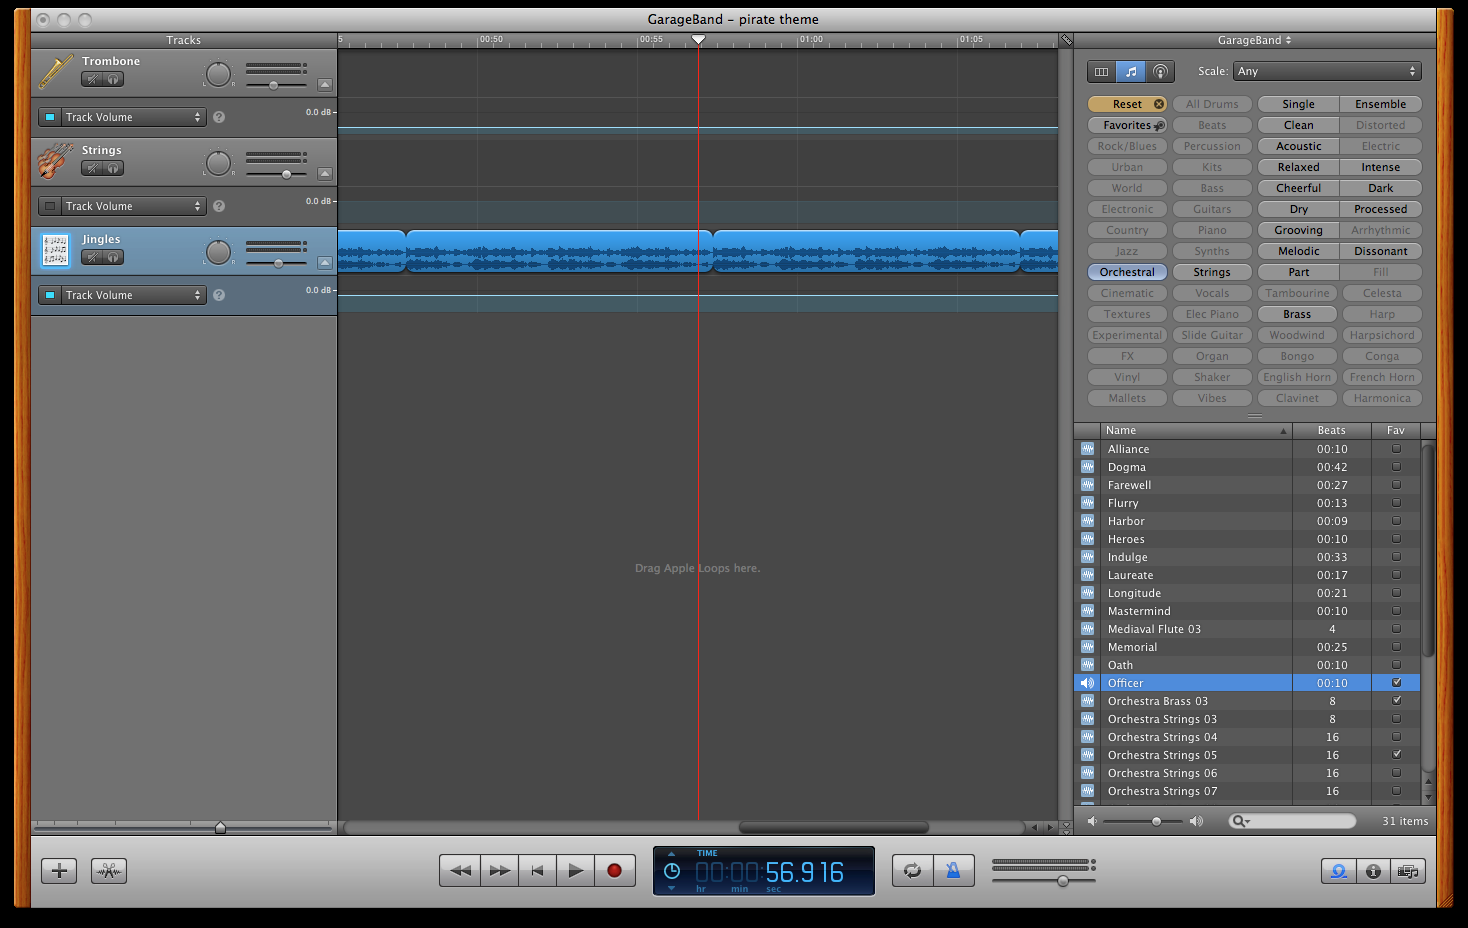 GarageBand – pirate theme
Tracks
5
00:50
00:55
01:00
01:05
GarageBand
Trombone
L R
Track Volume
?
0.0 dB
Strings
L R
Track Volume
?
0.0 dB
Jingles
L R
Track Volume
?
0.0 dB
Drag Apple Loops here.
Scale: Any
Reset All Drums Single Ensemble
Favorites Beats Clean Distorted
Rock/Blues Percussion Acoustic Electric
Urban Kits Relaxed Intense
World Bass Cheerful Dark
Electronic Guitars Dry Processed
Country Piano Grooving Arrhythmic
Jazz Synths Melodic Dissonant
Orchestral Strings Part Fill
Cinematic Vocals Tambourine Celesta
Textures Elec Piano Brass Harp
Experimental Slide Guitar Woodwind Harpsichord
FX Organ Bongo Conga
Vinyl Shaker English Horn French Horn
Mallets Vibes Clavinet Harmonica
Name Beats Fav
Alliance 00:10
Dogma 00:42
Farewell 00:27
Flurry 00:13
Harbor 00:09
Heroes 00:10
Indulge 00:33
Laureate 00:17
Longitude 00:21
Mastermind 00:10
Mediaval Flute 03 4
Memorial 00:25
Oath 00:10
Officer 00:10
Orchestra Brass 03 8
Orchestra Strings 03 8
Orchestra Strings 04 16
Orchestra Strings 05 16
Orchestra Strings 06 16
Orchestra Strings 07 16
31 items
TIME
00:00:56.916
hr min sec